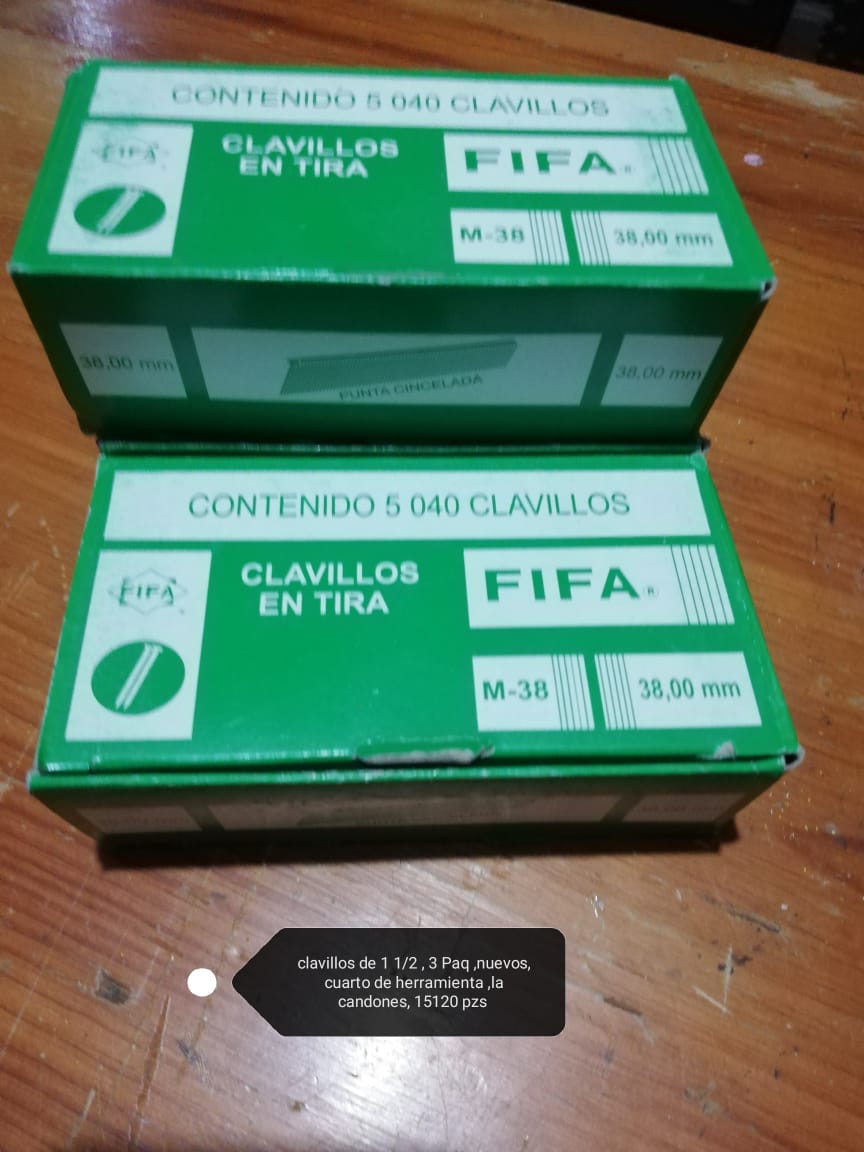 CONTENIDO 5 040 CLAVILLOS
FIFA
CLAVILLOS
EN TIRA
FIFA®
M-38
38,00 mm
38,00 mm
PUNTA CINCELADA
38,00 mm
CONTENIDO 5 040 CLAVILLOS
FIFA
CLAVILLOS
EN TIRA
FIFA®
M-38
38,00 mm
clavillos de 1 1/2 , 3 Paq ,nuevos,
cuarto de herramienta ,la
candones, 15120 pzs